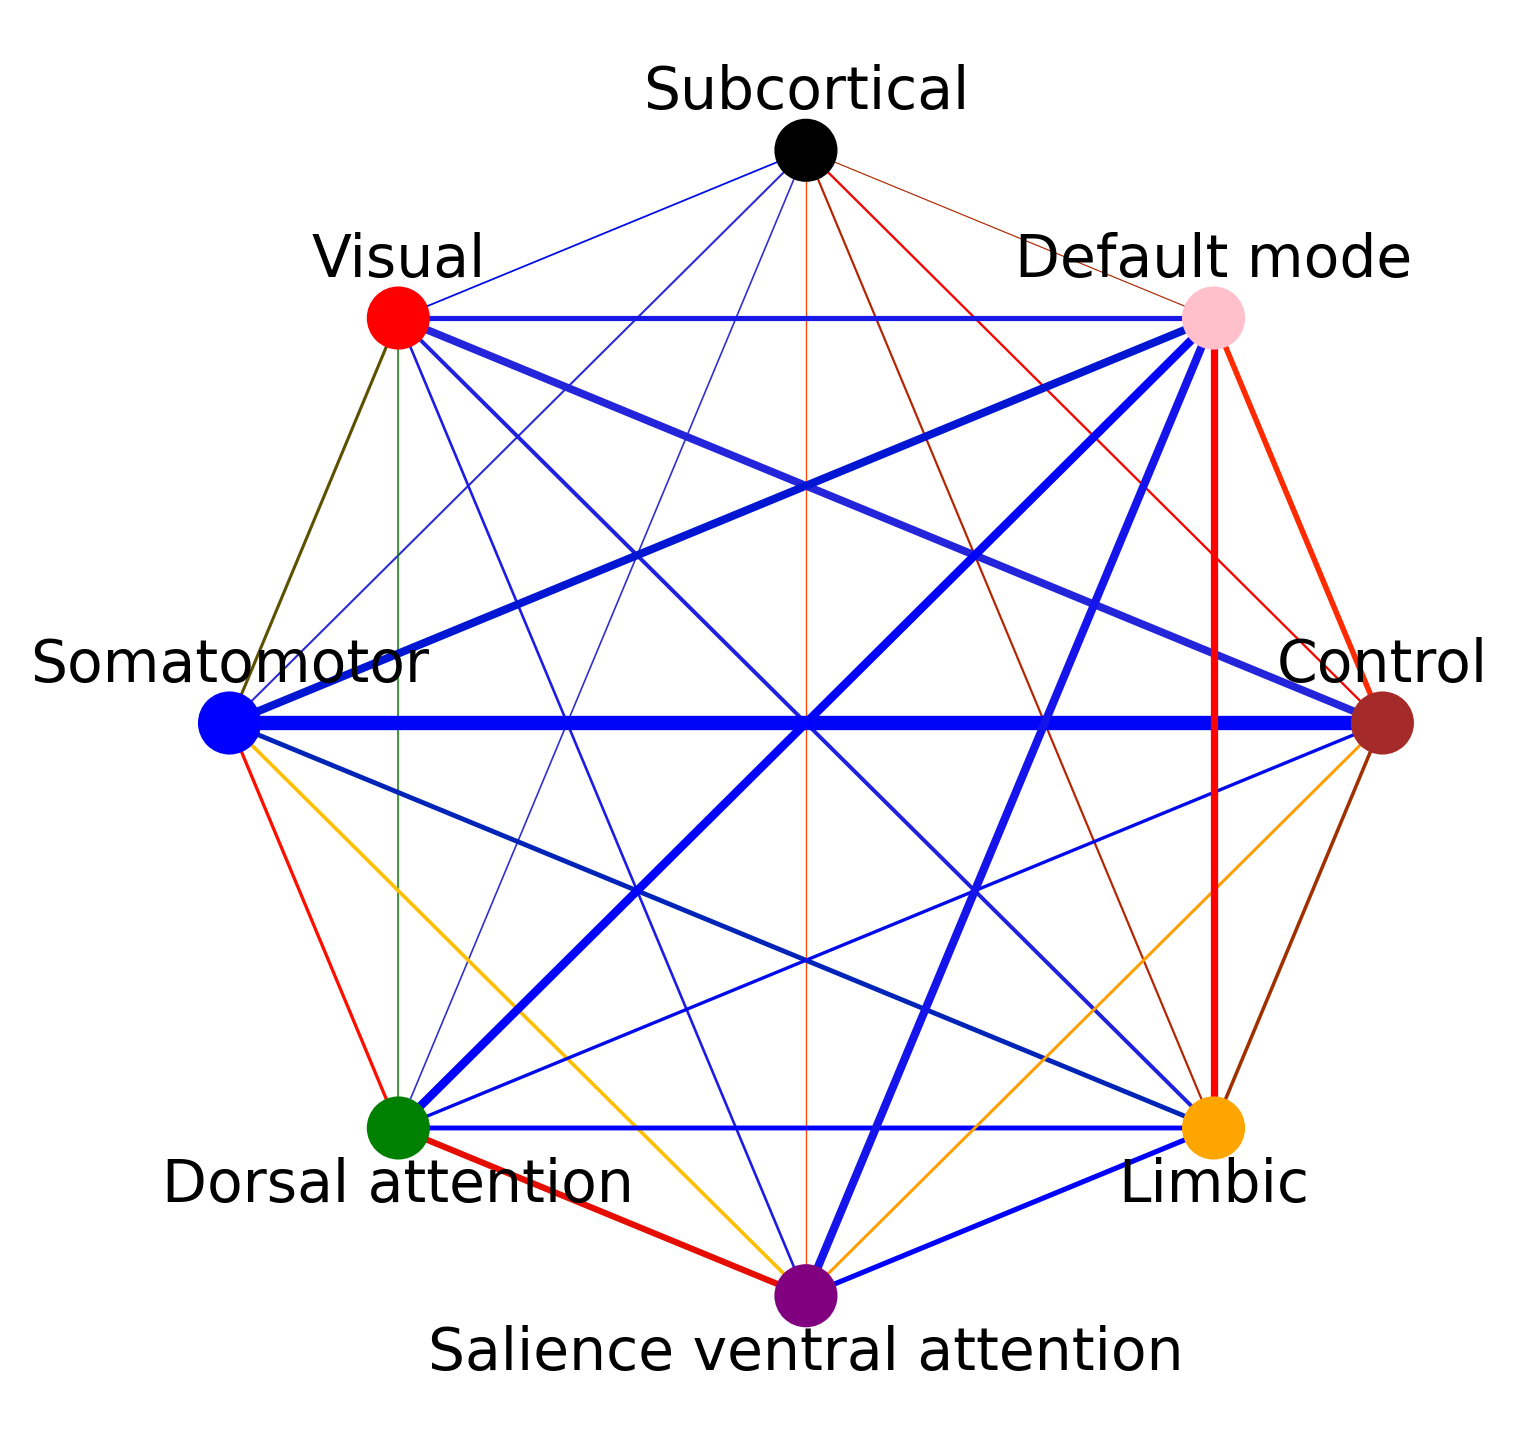 Subcortical
Visual
Default mode
Somatomotor
Control
Dorsal attention
Limbic
Salience ventral attention